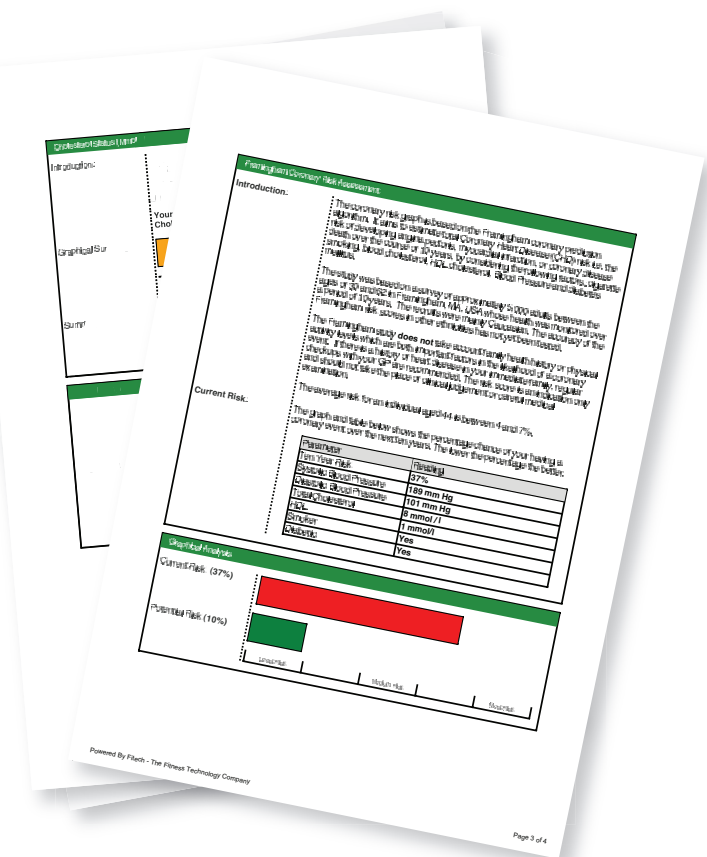 Cholesterol Status (Mmol/
Introduction:
Your
Chol
Graphical Sum
Summ
Framingham Coronary Risk Assessment
Introduction:
The coronary risk graph is based on the Framingham coronary prediction
algorithm. It aims to estimate total Coronary Heart Disease (CHD) risk i.e. the
risk of developing angina pectoris, myocardial infarction, or coronary disease
death over the course of 10 years, by considering the following factors, cigarette
smoking, blood cholesterol, HDL cholesterol, Blood Pressure and diabetes
mellitus.
The study was based on a survey of approximately 5,000 adults between the
ages of 30 and 62 in Framingham, MA, USA whose health was monitored over
a period of 10 years. The recruits were mainly Caucasian. The accuracy of the
Framingham risk scores in other ethnicities has not yet been tested.
The Framingham study does not take account family health history or physical
activity levels which are both important factors in the likelihood of a coronary
event. If there is a history of heart disease in your immediate family, regular
checkups with your GP are recommended. The risk score is an indication only
and should not take the place of clinical judgement or careful medical
examination.
Current Risk:
The average risk for an individual aged 44 is between 4 and 7%.
The graph and table below shows the percentage chance of your having a
coronary event over the next ten years. The lower the percentage the better.
Parameter Reading
Ten Year Risk 37%
Systolic Blood Pressure 189 mm Hg
Diastolic Blood Pressure 101 mm Hg
Total Cholesterol 8 mmol / l
HDL 1 mmol/l
Smoker Yes
Diabetic Yes
Graphical Analysis
Current Risk (37%)
Potential Risk (10%)
Low Risk Medium Risk
Powered By Fitech - The Fitness Technology Company
Page 3 of 4